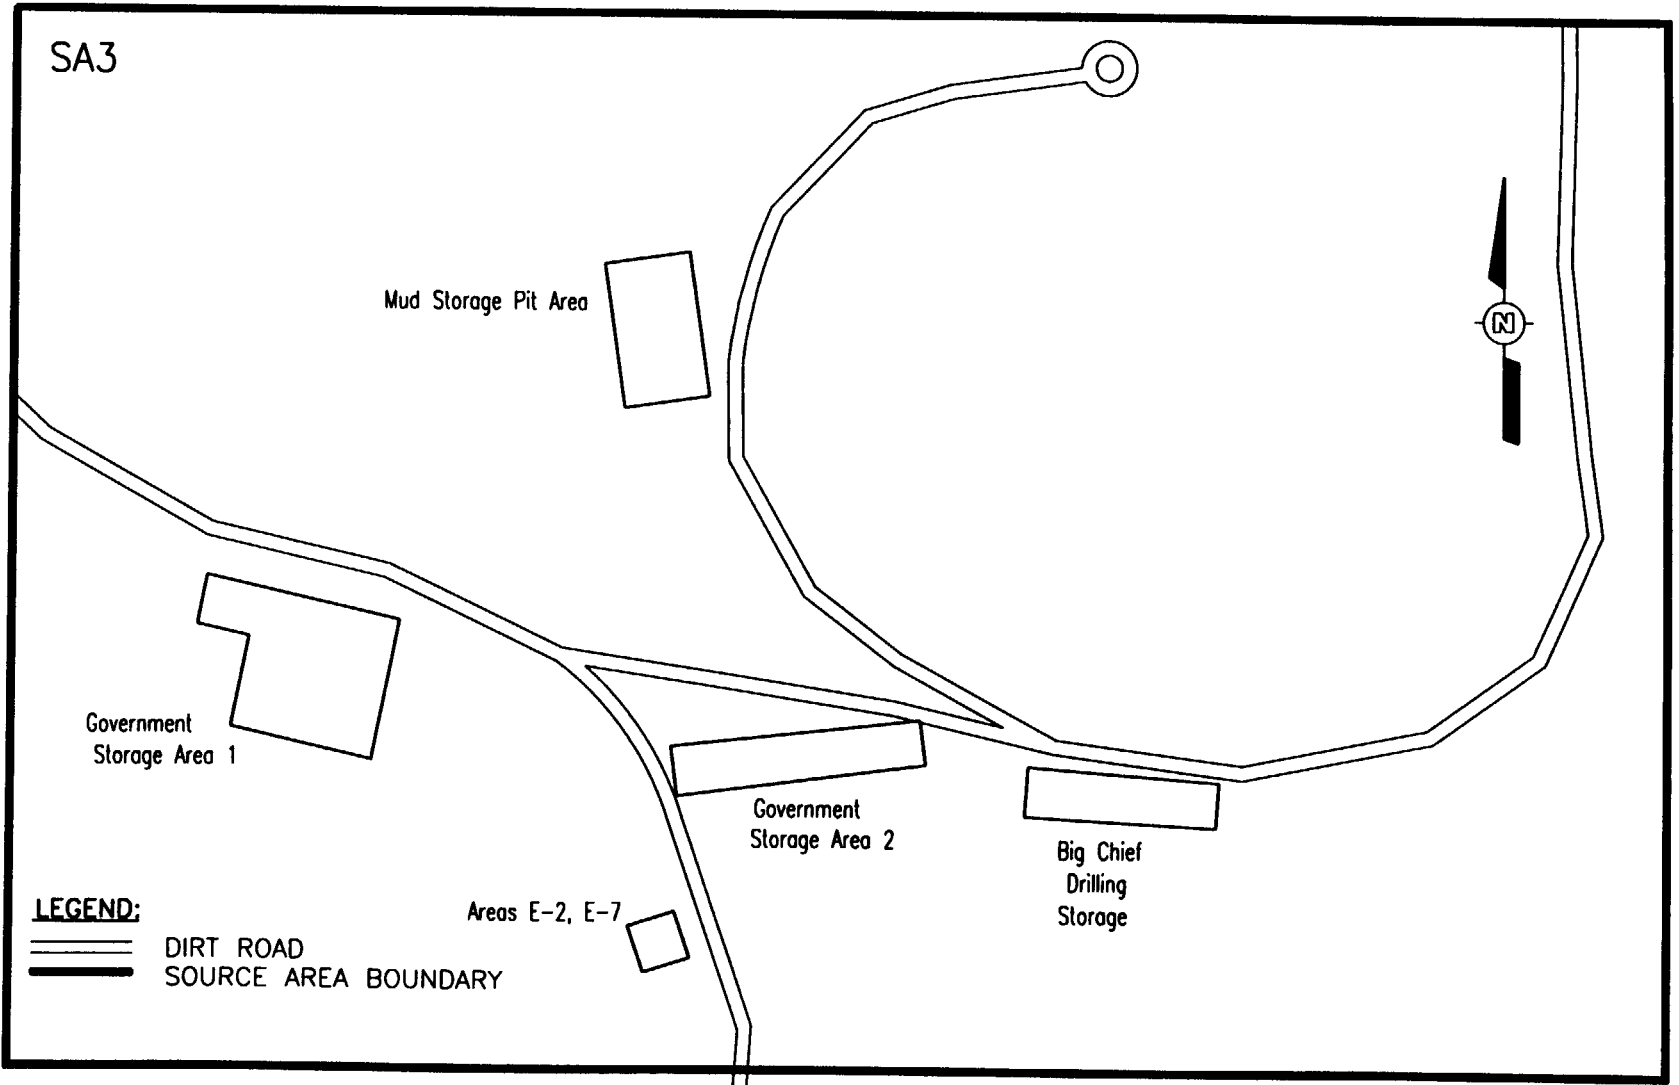 SA3
N
Mud Storage Pit Area
Government
Storage Area 1
Government
Storage Area 2
Big Chief
Drilling
Storage
Areas E-2, E-7
LEGEND:
DIRT ROAD
SOURCE AREA BOUNDARY